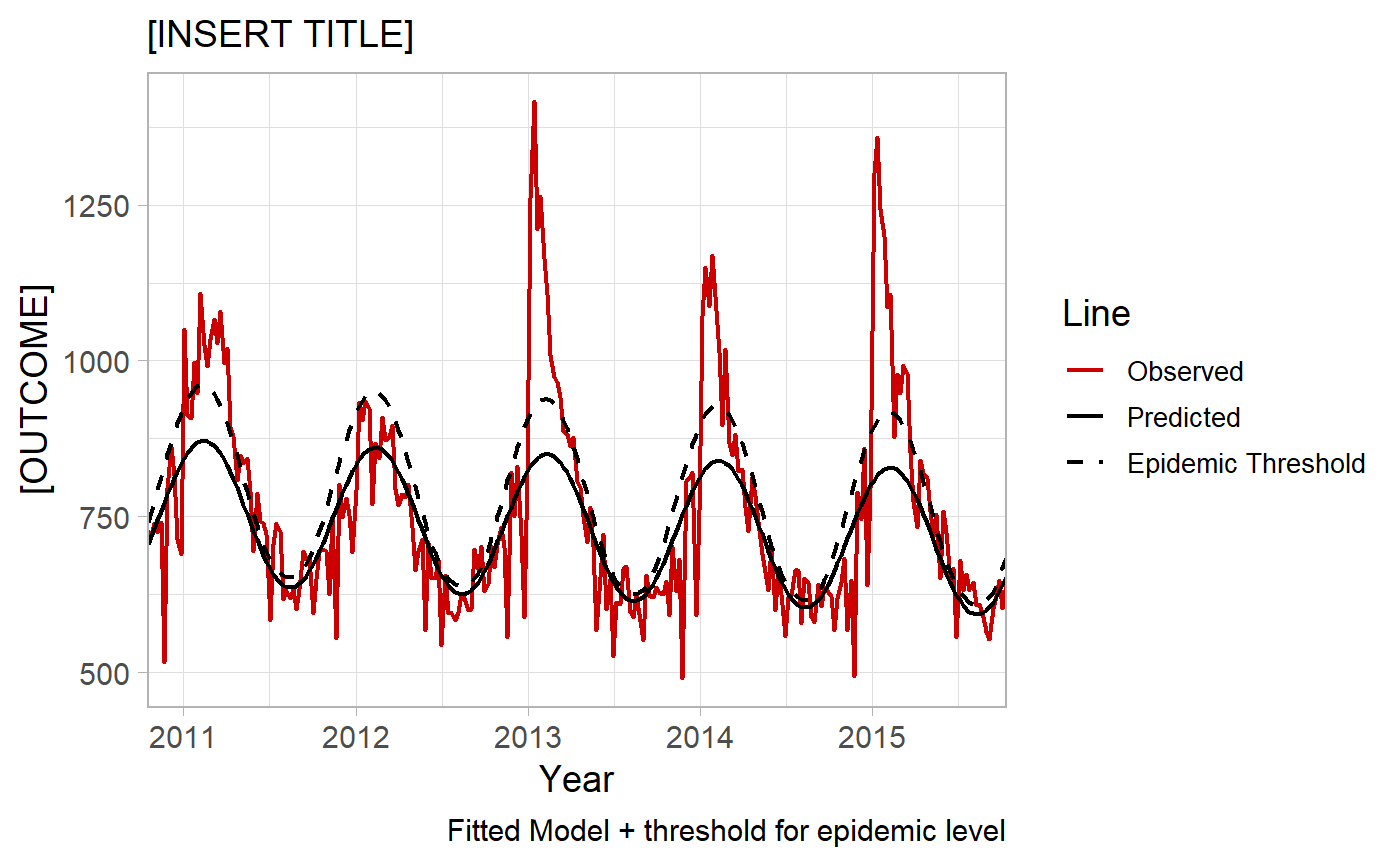 [INSERT TITLE]
[OUTCOME]
1250
1000
750
500
2011 2012 2013 2014 2015
Year
Fitted Model + threshold for epidemic level
Line
Observed
Predicted
Epidemic Threshold